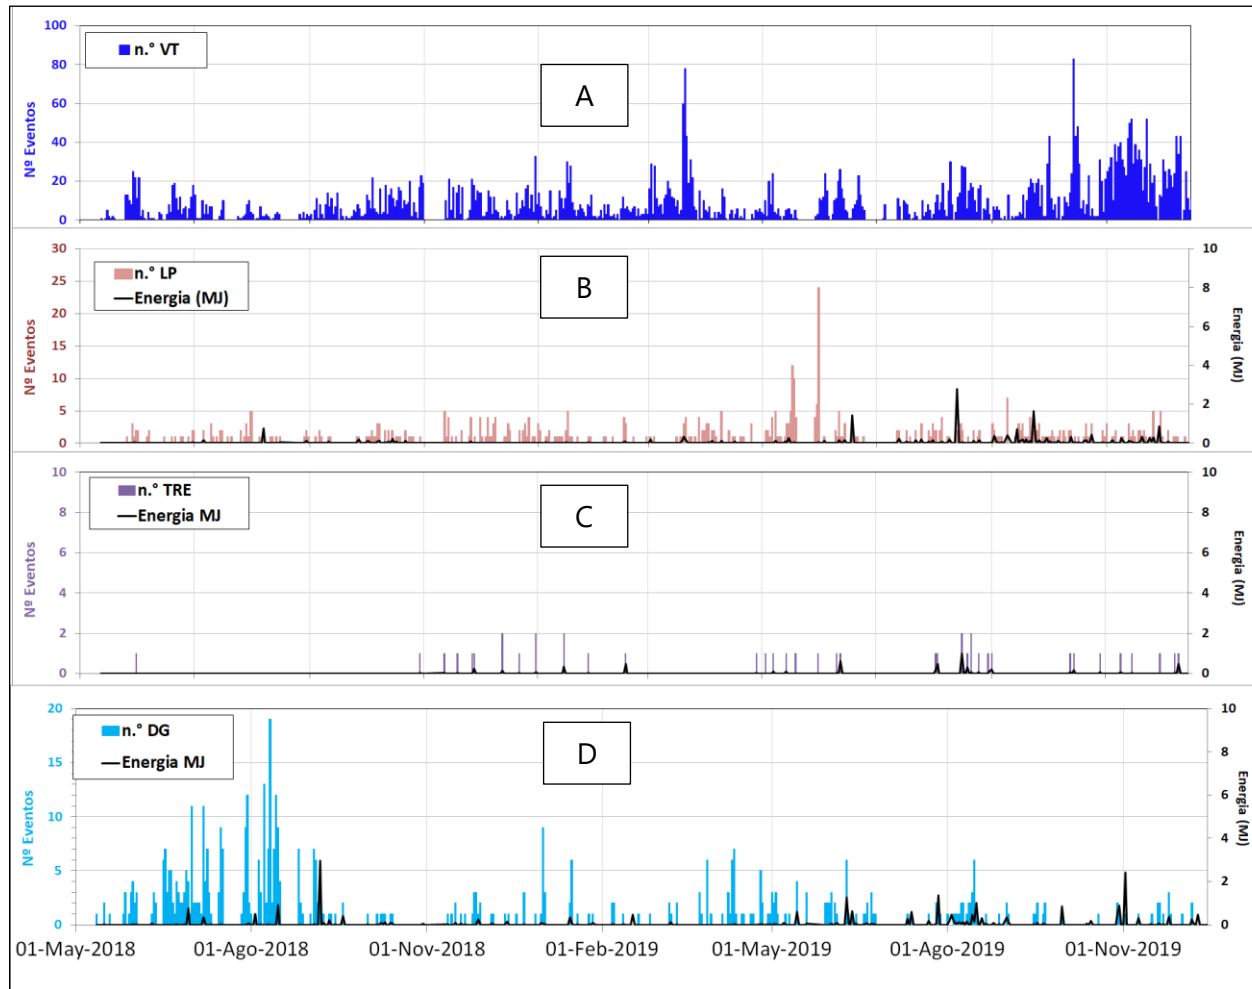 100
80
60
40
20
0
Nº Eventos
n.° VT
A
30
25
20
15
10
5
0
Nº Eventos
n.° LP
Energia (MJ)
B
10
8
6
4
2
0
Energia (MJ)
10
8
6
4
2
0
Nº Eventos
n.° TRE
Energia MJ
C
10
8
6
4
2
0
Energia (MJ)
20
15
10
5
0
Nº Eventos
n.° DG
Energia MJ
D
10
8
6
4
2
0
Energia (MJ)
01-May-2018 01-Ago-2018 01-Nov-2018 01-Feb-2019 01-May-2019 01-Ago-2019 01-Nov-2019